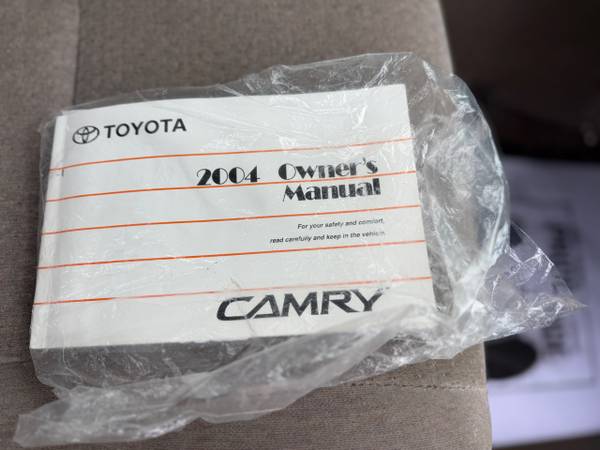 TOYOTA
2004 Owner's
Manual
For your safety and comfort,
read carefully and keep in the vehicle.
CAMRY